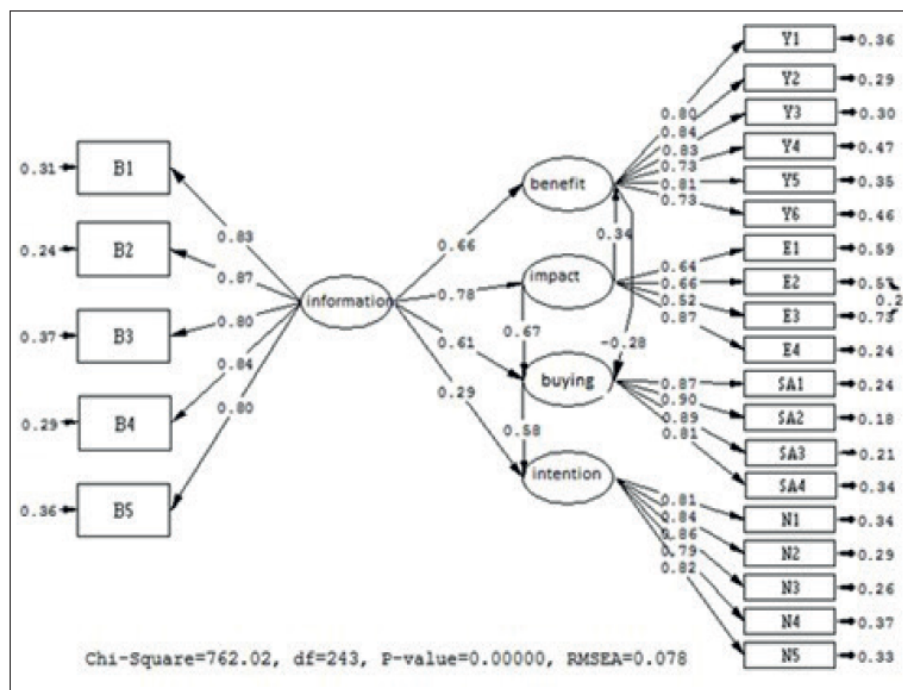 Y1 0.36
Y2 0.29
0.80
Y3 0.30
0.84
0.83
Y4 0.47
0.73
0.31 B1
benefit
0.81 Y5 0.35
0.73
Y6 0.46
0.83
0.66
0.34
E1 0.59
0.24 B2
0.64
0.87
impact
0.66 E2 0.57
information
0.78
0.52
0.2
E3 0.73
0.37 B3
0.80
0.67
0.87
-0.28
E4 0.24
0.61
0.84
buying
0.87 SA1 0.24
0.29
0.90
0.80
0.89 SA2 0.18
0.29 B4
0.58
0.81
SA3 0.21
intention
SA4 0.34
0.81
0.36 B5
0.84 N1 0.34
0.86
0.79 N2 0.29
0.82
N3 0.26
N4 0.37
Chi-Square=762.02, df=243, P-value=0.00000, RMSEA=0.078
N5 0.33